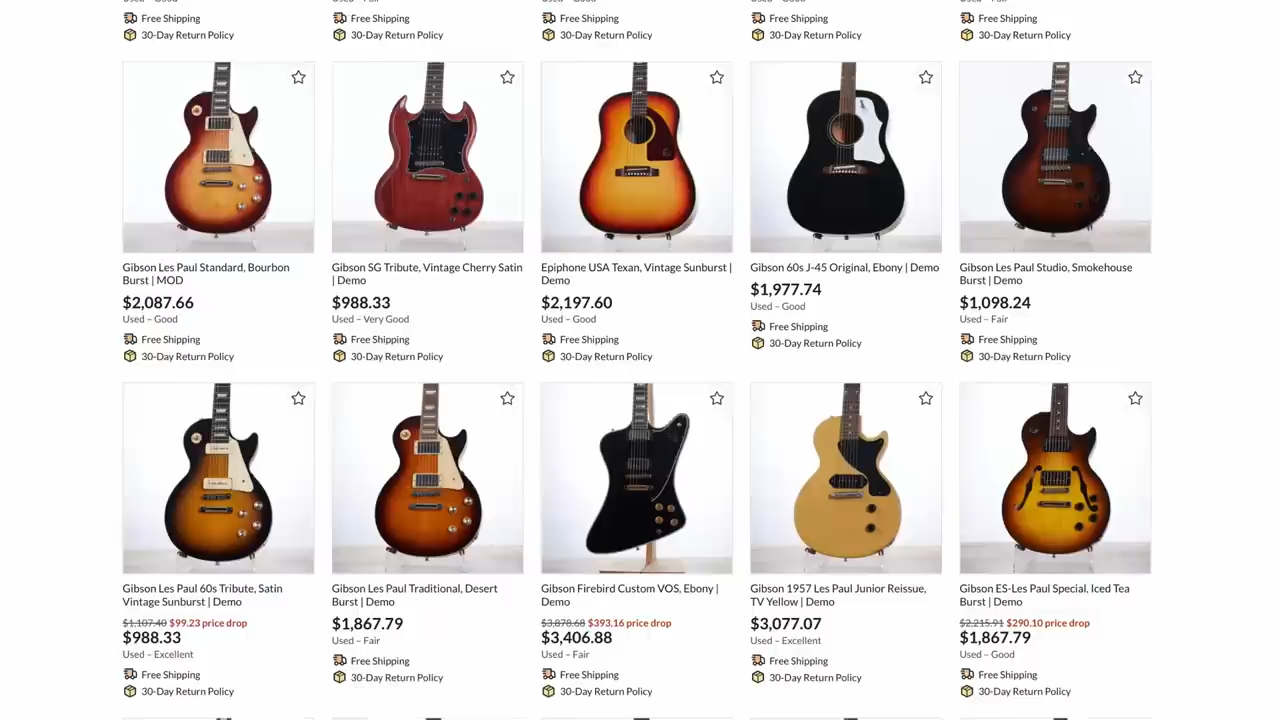 Free Shipping
30-Day Return Policy
Free Shipping
30-Day Return Policy
Free Shipping
30-Day Return Policy
Free Shipping
30-Day Return Policy
Free Shipping
30-Day Return Policy
Gibson Les Paul Standard, Bourbon
Burst | MOD
$2,087.66
Used – Good
Free Shipping
30-Day Return Policy
Gibson SG Tribute, Vintage Cherry Satin
| Demo
$988.33
Used – Very Good
Free Shipping
30-Day Return Policy
Epiphone USA Texan, Vintage Sunburst |
Demo
$2,197.60
Used – Good
Free Shipping
30-Day Return Policy
Gibson 60s J-45 Original, Ebony | Demo
$1,977.74
Used – Good
Free Shipping
30-Day Return Policy
Gibson Les Paul Studio, Smokehouse
Burst | Demo
$1,098.24
Used – Fair
Free Shipping
30-Day Return Policy
Gibson Les Paul 60s Tribute, Satin
Vintage Sunburst | Demo
$1,107.40 $99.23 price drop
$988.33
Used – Excellent
Free Shipping
30-Day Return Policy
Gibson Les Paul Traditional, Desert
Burst | Demo
$1,867.79
Used – Fair
Free Shipping
30-Day Return Policy
Gibson Firebird Custom VOS, Ebony |
Demo
$3,878.68 $393.16 price drop
$3,406.88
Used – Fair
Free Shipping
30-Day Return Policy
Gibson 1957 Les Paul Junior Reissue,
TV Yellow | Demo
$3,077.07
Used – Excellent
Free Shipping
30-Day Return Policy
Gibson ES-Les Paul Special, Iced Tea
Burst | Demo
$2,215.91 $290.10 price drop
$1,867.79
Used – Good
Free Shipping
30-Day Return Policy